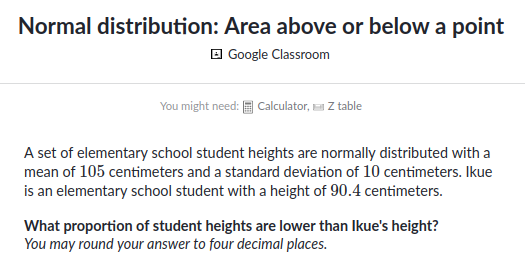 Normal distribution: Area above or below a point
Google Classroom
You might need: Calculator, Z table
A set of elementary school student heights are normally distributed with a
mean of 105 centimeters and a standard deviation of 10 centimeters. Ikue
is an elementary school student with a height of 90.4 centimeters.
What proportion of student heights are lower than Ikue's height?
You may round your answer to four decimal places.